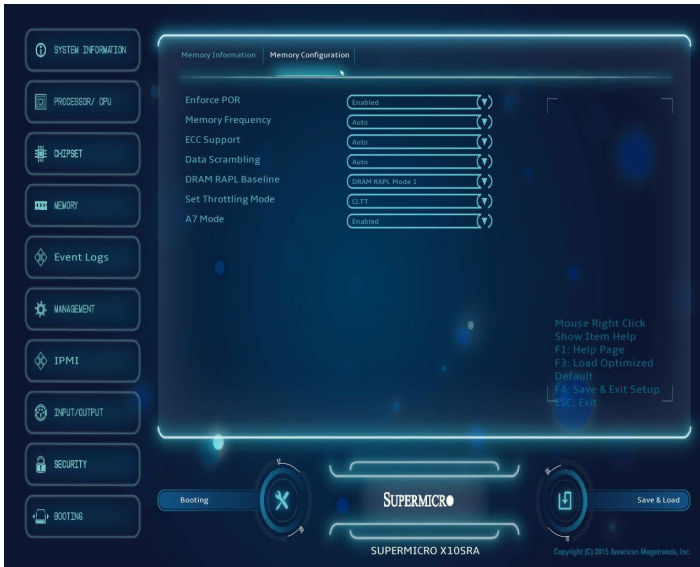 SYSTEM INFORMATION
PROCESSOR/ CPU
CHIPSET
MEMORY
Event Logs
MANAGEMENT
IPMI
INPUT/OUTPUT
SECURITY
BOOTING
Memory Information
Memory Configuration
Enforce POR
Enabled
Memory Frequency
Auto
ECC Support
Auto
Data Scrambling
Auto
DRAM RAPL Baseline
DRAM RAPL Mode 1
Set Throttling Mode
CLTT
A7 Mode
Enabled
Mouse Right Click
Show Item Help
F1: Help Page
F3: Load Optimized
Default
F4: Save & Exit Setup
ESC: Exit
Booting
SUPERMICRO
Save & Load
SUPERMICRO X10SRA
Copyright (C) 2015 American Megatrends, Inc.